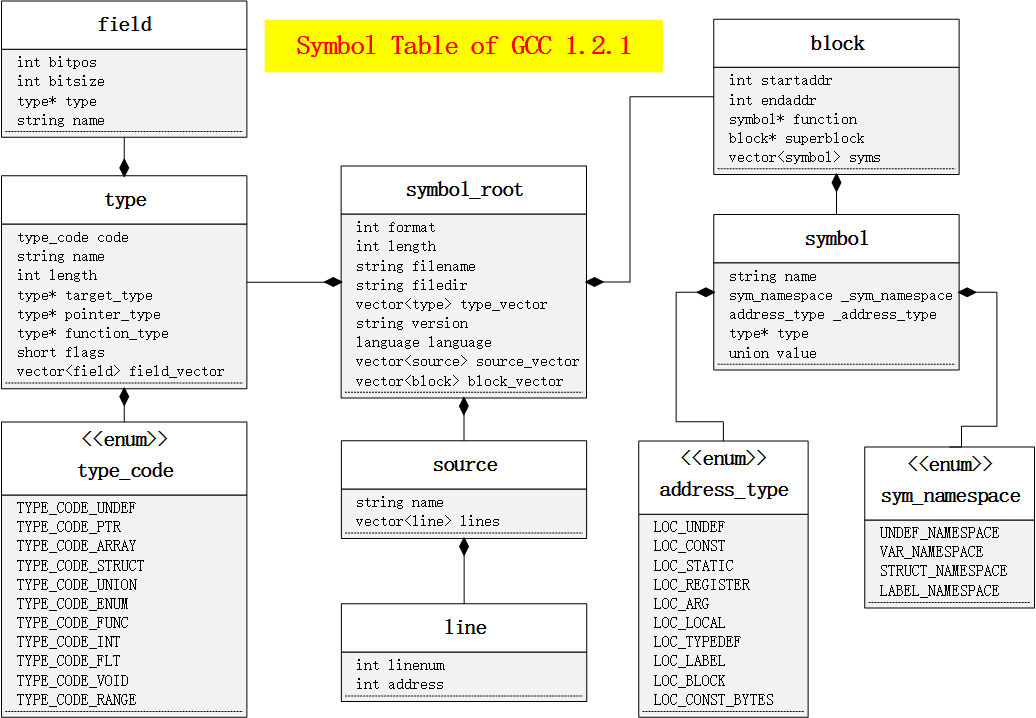 Symbol Table of GCC 1.2.1
field
int bitpos
int bitsize
type* type
string name
type
type_code code
string name
int length
type* target_type
type* pointer_type
type* function_type
short flags
vector<field> field_vector
<<enum>>
type_code
TYPE_CODE_UNDEF
TYPE_CODE_PTR
TYPE_CODE_ARRAY
TYPE_CODE_STRUCT
TYPE_CODE_UNION
TYPE_CODE_ENUM
TYPE_CODE_FUNC
TYPE_CODE_INT
TYPE_CODE_FLT
TYPE_CODE_VOID
TYPE_CODE_RANGE
symbol_root
int format
int length
string filename
string filedir
vector<type> type_vector
string version
language language
vector<source> source_vector
vector<block> block_vector
source
string name
vector<line> lines
line
int linenum
int address
block
int startaddr
int endaddr
symbol* function
block* superblock
vector<symbol> syms
symbol
string name
sym_namespace _sym_namespace
address_type _address_type
type* type
union value
<<enum>>
address_type
LOC_UNDEF
LOC_CONST
LOC_STATIC
LOC_REGISTER
LOC_ARG
LOC_LOCAL
LOC_TYPEDEF
LOC_LABEL
LOC_BLOCK
LOC_CONST_BYTES
<<enum>>
sym_namespace
UNDEF_NAMESPACE
VAR_NAMESPACE
STRUCT_NAMESPACE
LABEL_NAMESPACE